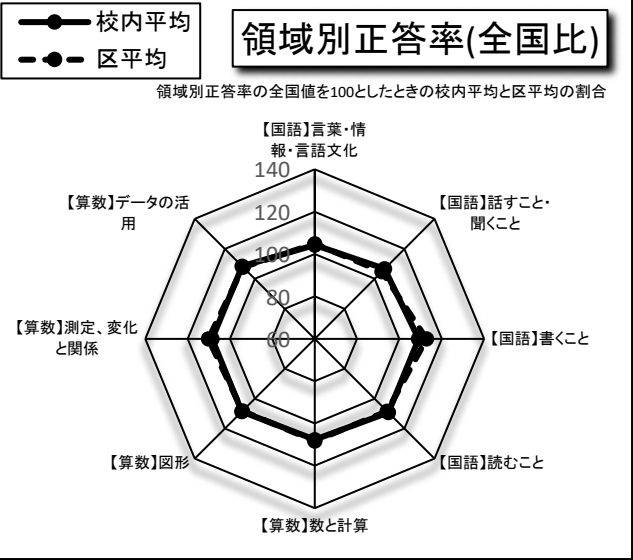 校内平均
区平均
領域別正答率(全国比)
領域別正答率の全国値を100としたときの校内平均と区平均の割合
【国語】言葉・情
報・言語文化
【国語】話すこと・
聞くこと
【国語】書くこと
【国語】読むこと
【算数】数と計算
【算数】図形
【算数】測定、変化
と関係
【算数】データの活
用
140
120
100
80
60